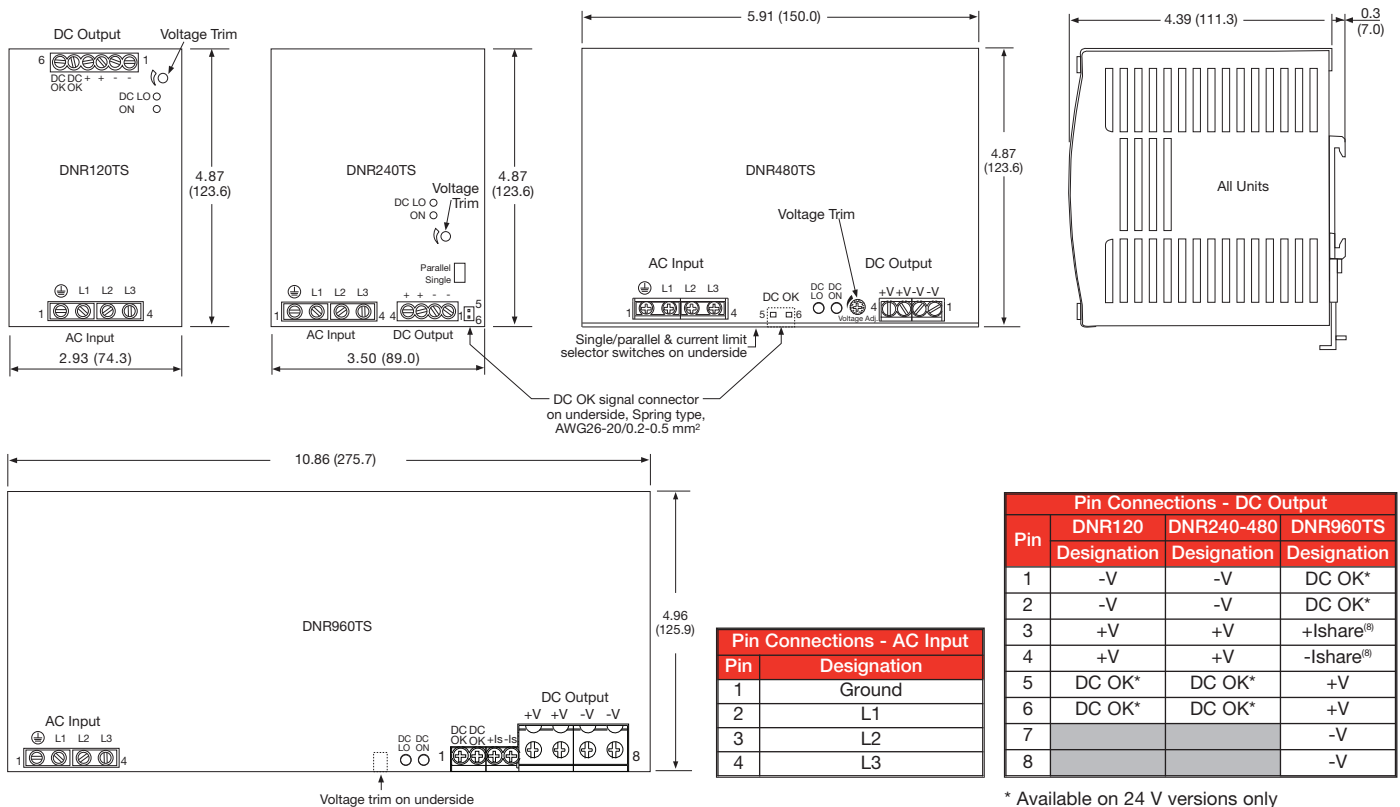 DC Output
Voltage Trim
6 1
DC OK DC OK + + - -
DC LO
ON
DNR120TS
4.87
(123.6)
L1 L2 L3
1 4
AC Input
2.93 (74.3)
DNR240TS
4.87
(123.6)
Voltage
Trim
DC LO
ON
Parallel
Single
L1 L2 L3
+ + - -
1 4 4 1
5
6
AC Input
DC Output
3.50 (89.0)
5.91 (150.0)
DNR480TS
4.87
(123.6)
Voltage Trim
AC Input
DC Output
L1 L2 L3
1 4
DC OK
5 6
DC LO
DC ON
Voltage Adj.
+V +V -V -V
4 1
Single/parallel & current limit
selector switches on underside
DC OK signal connector
on underside, Spring type,
AWG26-20/0.2-0.5 mm²
4.39 (111.3)
0.3
(7.0)
All Units
10.86 (275.7)
DNR960TS
4.96
(125.9)
AC Input
L1 L2 L3
1 4
DC LO
DC ON
DC OK DC OK +Is -Is
DC Output
+V +V -V -V
1 8
Voltage trim on underside
Pin Connections - AC Input
Pin Designation
1 Ground
2 L1
3 L2
4 L3
Pin Connections - DC Output
Pin DNR120 DNR240-480 DNR960TS
Designation Designation Designation
1 -V -V DC OK*
2 -V -V DC OK*
3 +V +V +Ishare(8)
4 +V +V -Ishare(8)
5 DC OK* DC OK* +V
6 DC OK* DC OK* +V
7 -V
8 -V
* Available on 24 V versions only